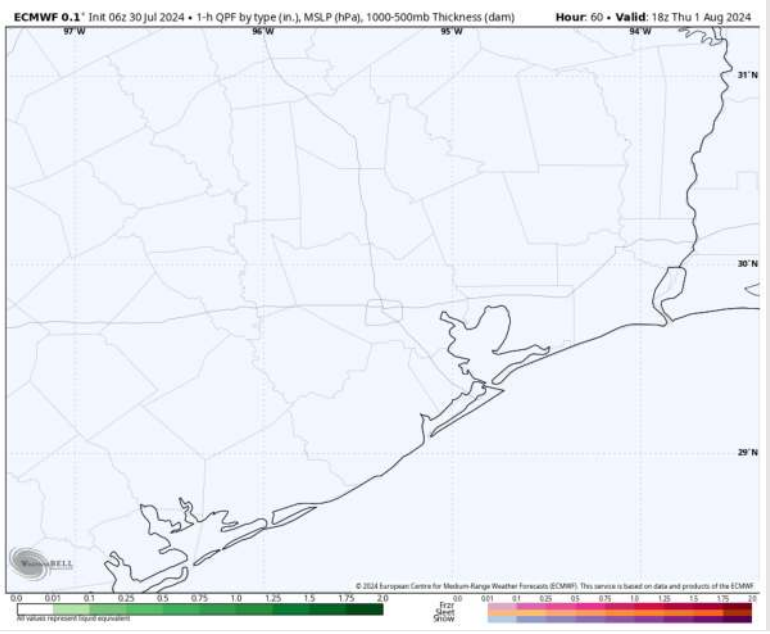 ECMWF 0.1° Init 06z 30 Jul 2024 • 1-h QPF by type (in.), MSLP (hPa), 1000-500mb Thickness (dam) Hour: 60 • Valid: 18z Thu 1 Aug 2024
97°W 96°W 95°W 94°W
31°N
30°N
29°N
WeatherBELL
© 2024 European Centre for Medium-Range Weather Forecasts (ECMWF). This service is based on data and products of the ECMWF
0.0 0.01 0.1 0.25 0.5 0.75 1.0 1.25 1.5 1.75 2.0 0.0 0.01 0.1 0.25 0.5 0.75 1.0 1.25 1.5 1.75 2.0
All values represent liquid equivalent
Frzr
Sleet
Snow